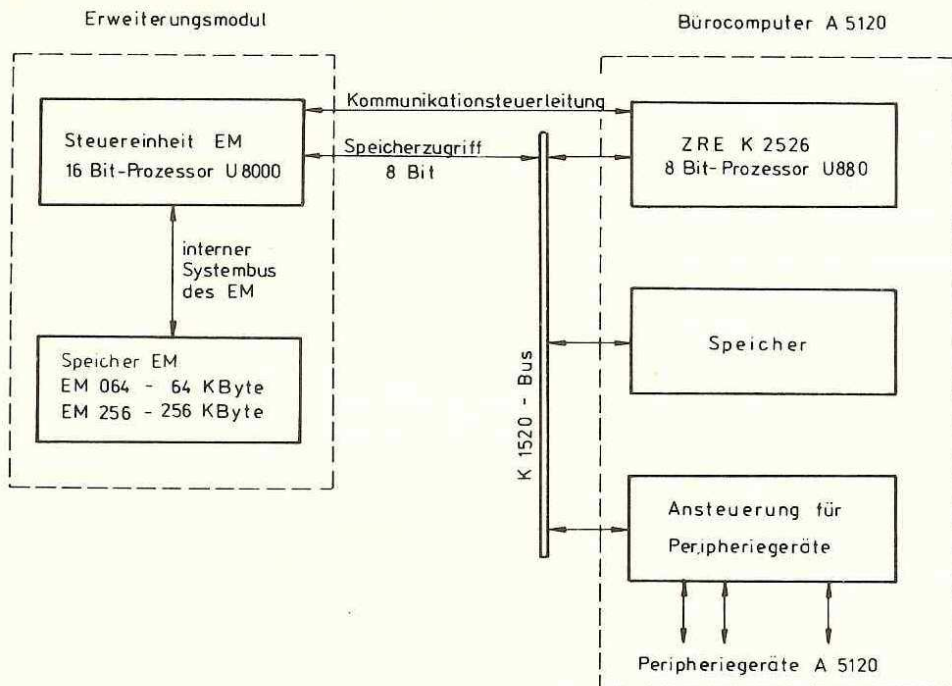 Erweiterungsmodul
Bürocomputer A 5120
Steuereinheit EM
16 Bit-Prozessor U 8000
Kommunikationsteuerleitung
Speicherzugriff
8 Bit
ZRE K 2526
8 Bit-Prozessor U880
interner
Systembus
des EM
Speicher EM
EM 064 - 64 KByte
EM 256 - 256 KByte
K 1520 - Bus
Speicher
Ansteuerung für
Peripheriegeräte
Peripheriegeräte A 5120